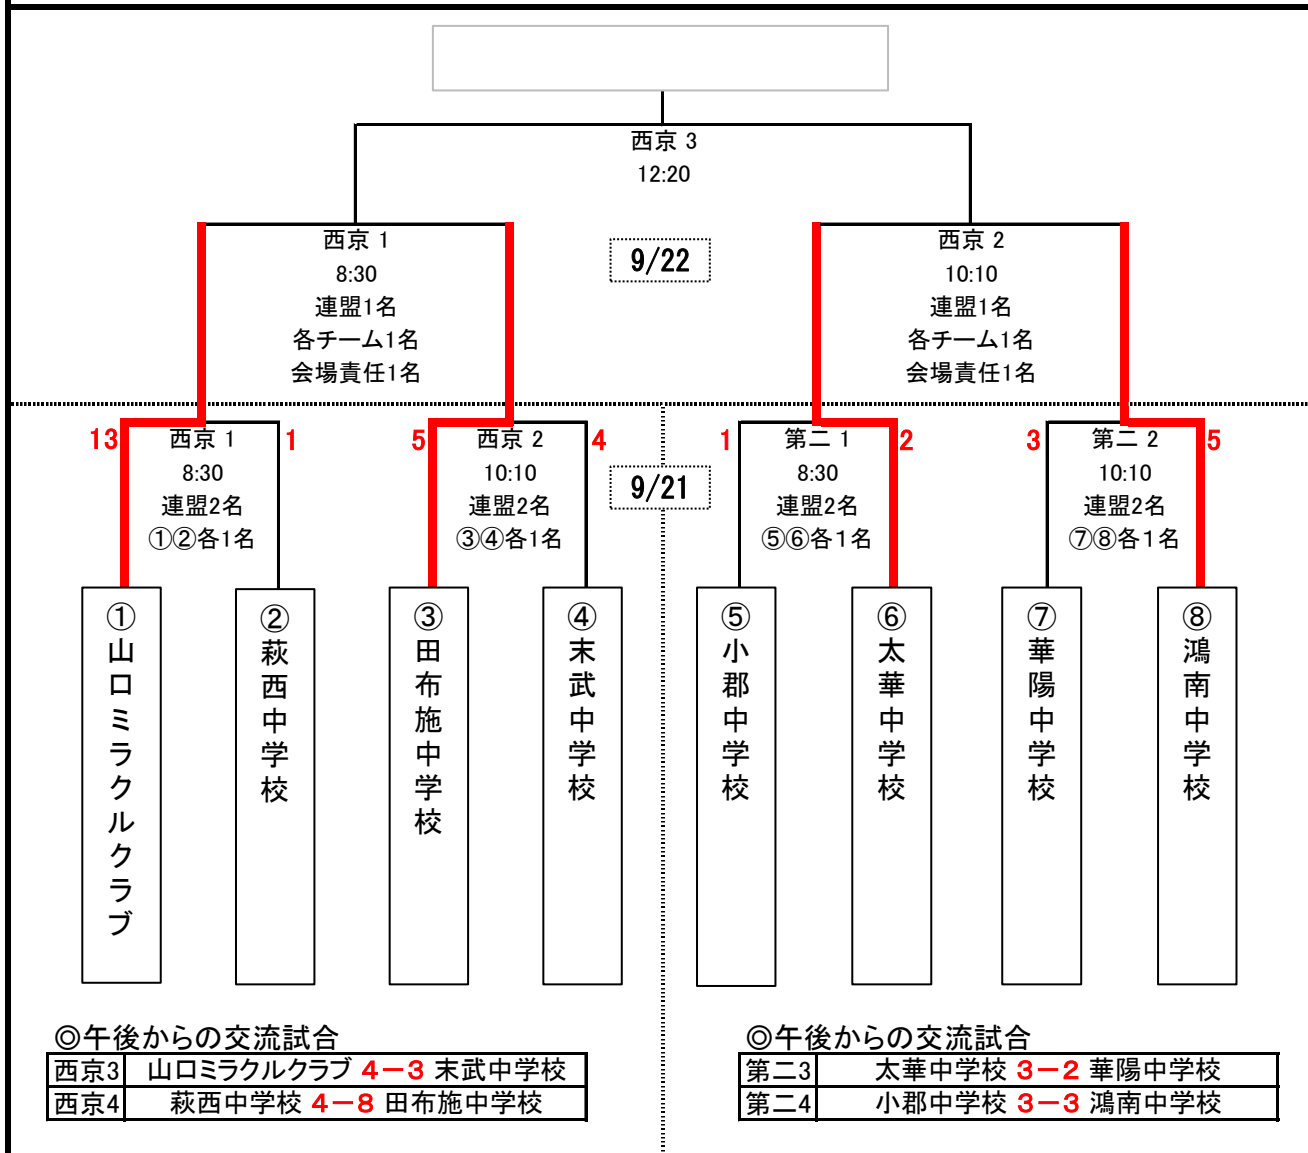 西京 3
12:20
西京 1
8:30
連盟1名
各チーム1名
会場責任1名
9/22
西京 2
10:10
連盟1名
各チーム1名
会場責任1名
13
西京 1
1
8:30
連盟2名
①②各1名
5
西京 2
4
10:10
連盟2名
③④各1名
9/21
1
第二 1
2
8:30
連盟2名
⑤⑥各1名
3
第二 2
5
10:10
連盟2名
⑦⑧各1名
①山口ミラクルクラブ
②萩西中学校
③田布施中学校
④末武中学校
⑤小郡中学校
⑥太華中学校
⑦華陽中学校
⑧鴻南中学校
◎午後からの交流試合
西京3 山口ミラクルクラブ 4－3 末武中学校
西京4 萩西中学校 4－8 田布施中学校
◎午後からの交流試合
第二3 太華中学校 3－2 華陽中学校
第二4 小郡中学校 3－3 鴻南中学校